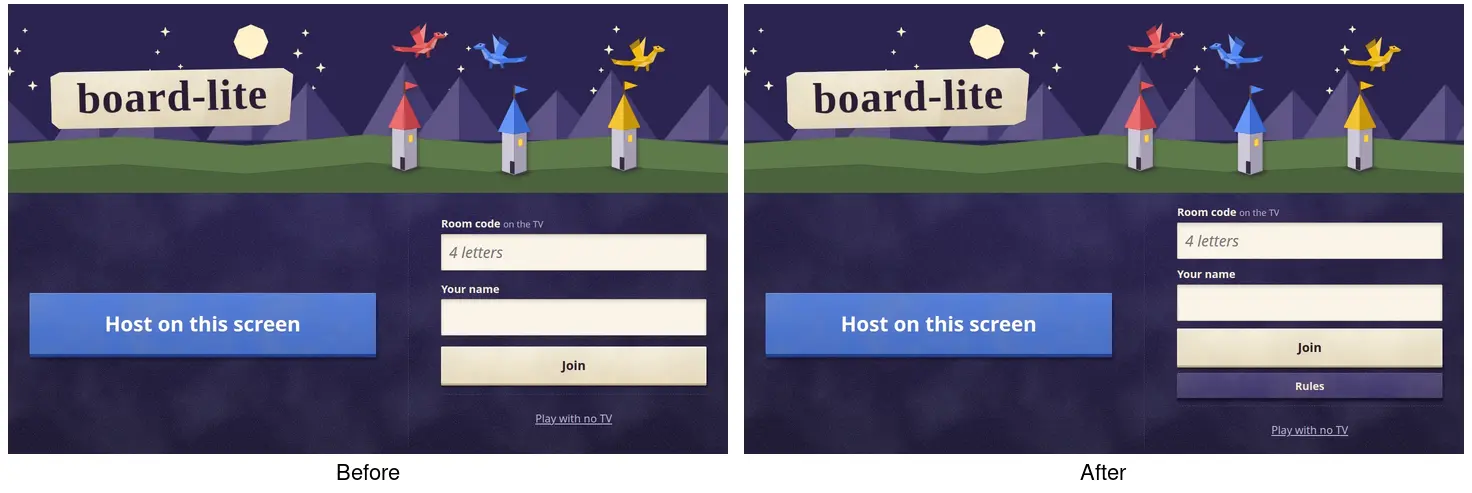 board-lite
Room code on the TV
4 letters
Your name
Host on this screen
Join
Play with no TV
Before
board-lite
Room code on the TV
4 letters
Your name
Host on this screen
Join
Rules
Play with no TV
After